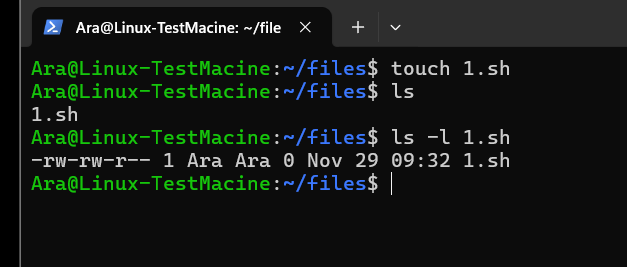 Ara@Linux-TestMacine: ~/file
Ara@Linux-TestMacine:~/files$ touch 1.sh
Ara@Linux-TestMacine:~/files$ ls
1.sh
Ara@Linux-TestMacine:~/files$ ls -l 1.sh
-rw-rw-r-- 1 Ara Ara 0 Nov 29 09:32 1.sh
Ara@Linux-TestMacine:~/files$